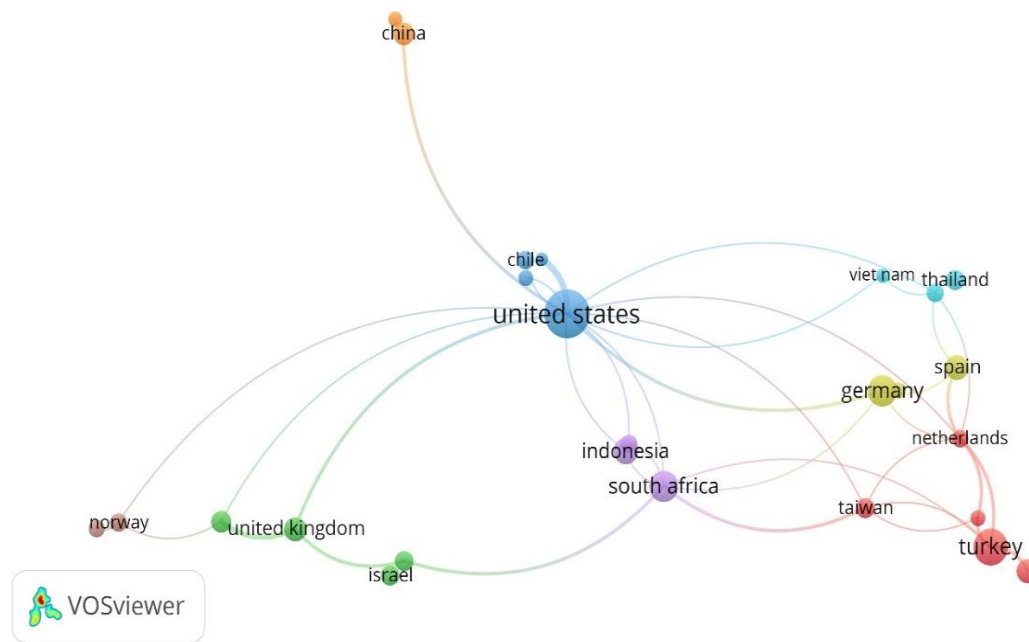 china
chile
united states
viet nam
thailand
spain
germany
netherlands
indonesia
south africa
taiwan
norway
united kingdom
turkey
israel
VOSviewer